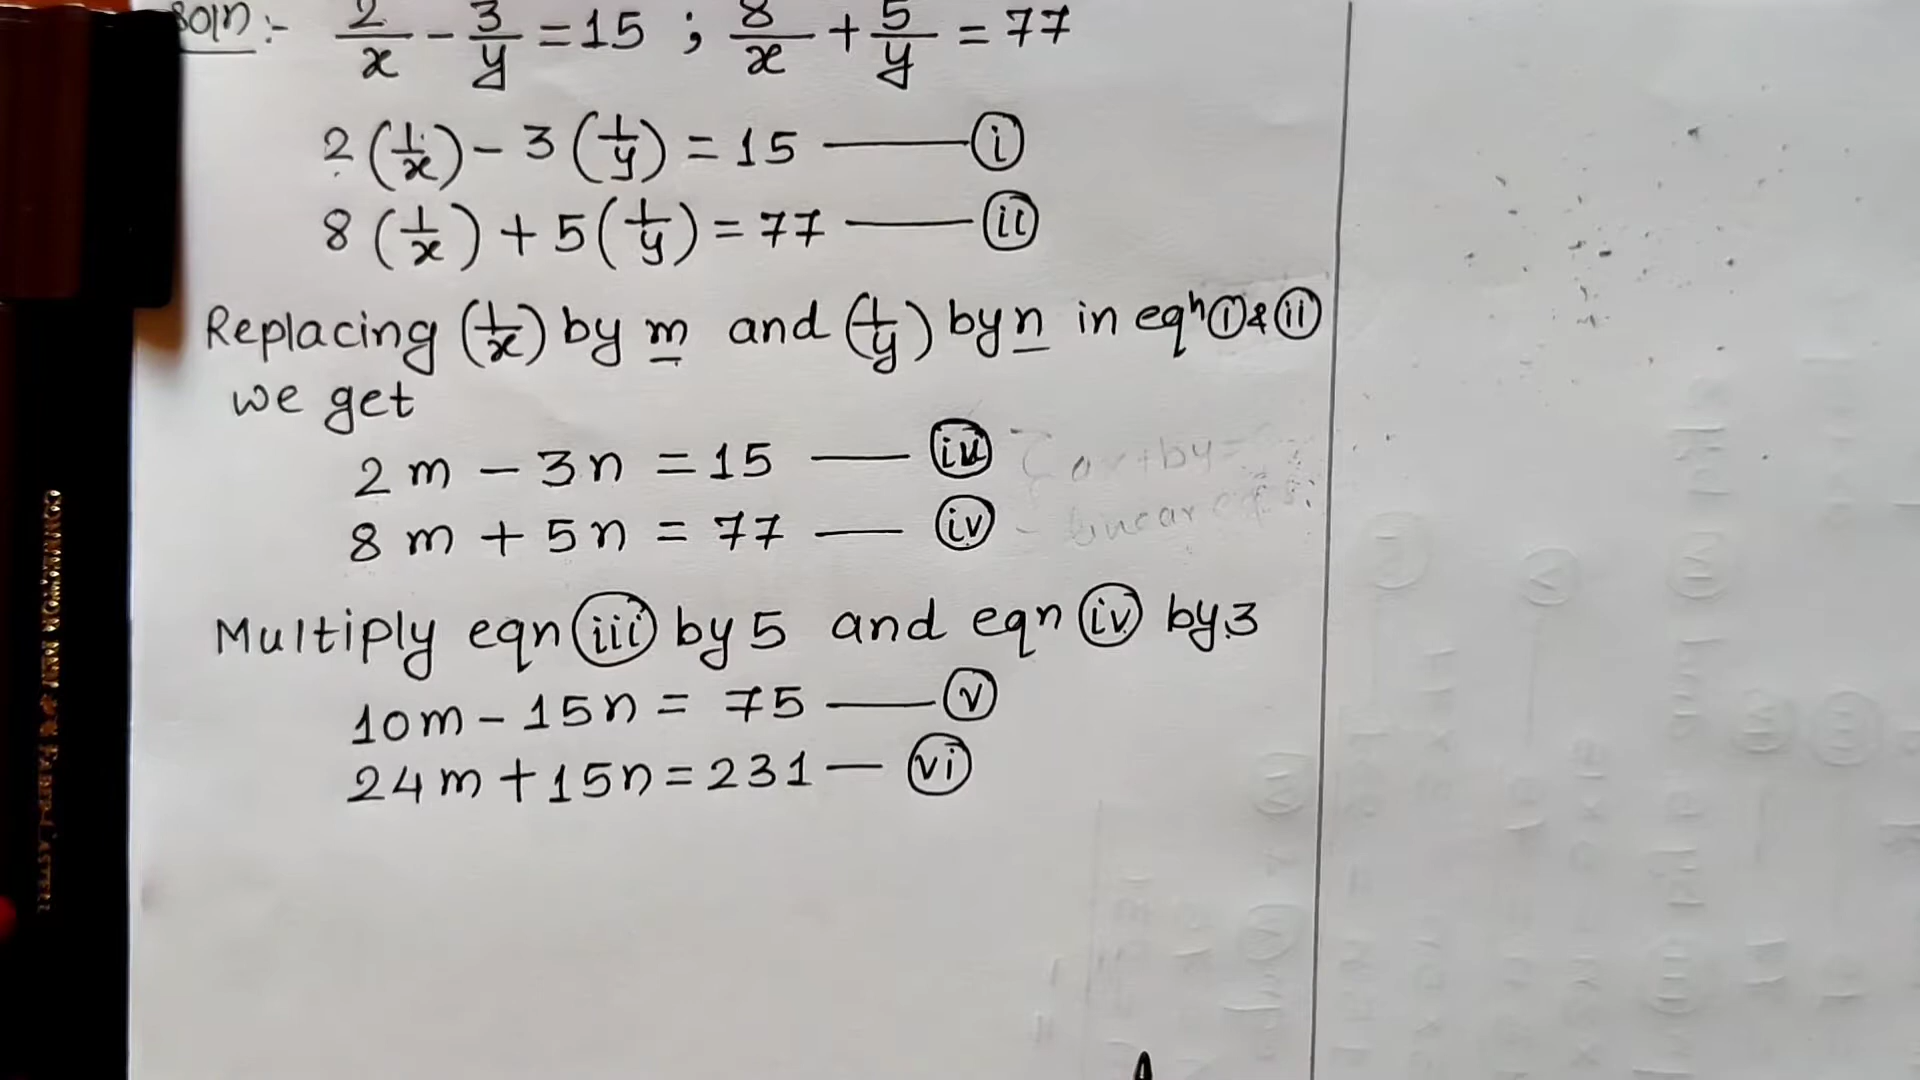 Soln:- 2/x - 3/y = 15 ; 8/x + 5/y = 77
2 (1/x) - 3 (1/y) = 15 —— (i)
8 (1/x) + 5 (1/y) = 77 —— (ii)
Replacing (1/x) by m and (1/y) by n in eqn (i) & (ii)
we get
2m - 3n = 15 —— (iii)
8m + 5n = 77 —— (iv)
Multiply eqn (iii) by 5 and eqn (iv) by 3
10m - 15n = 75 —— (v)
24m + 15n = 231 — (vi)